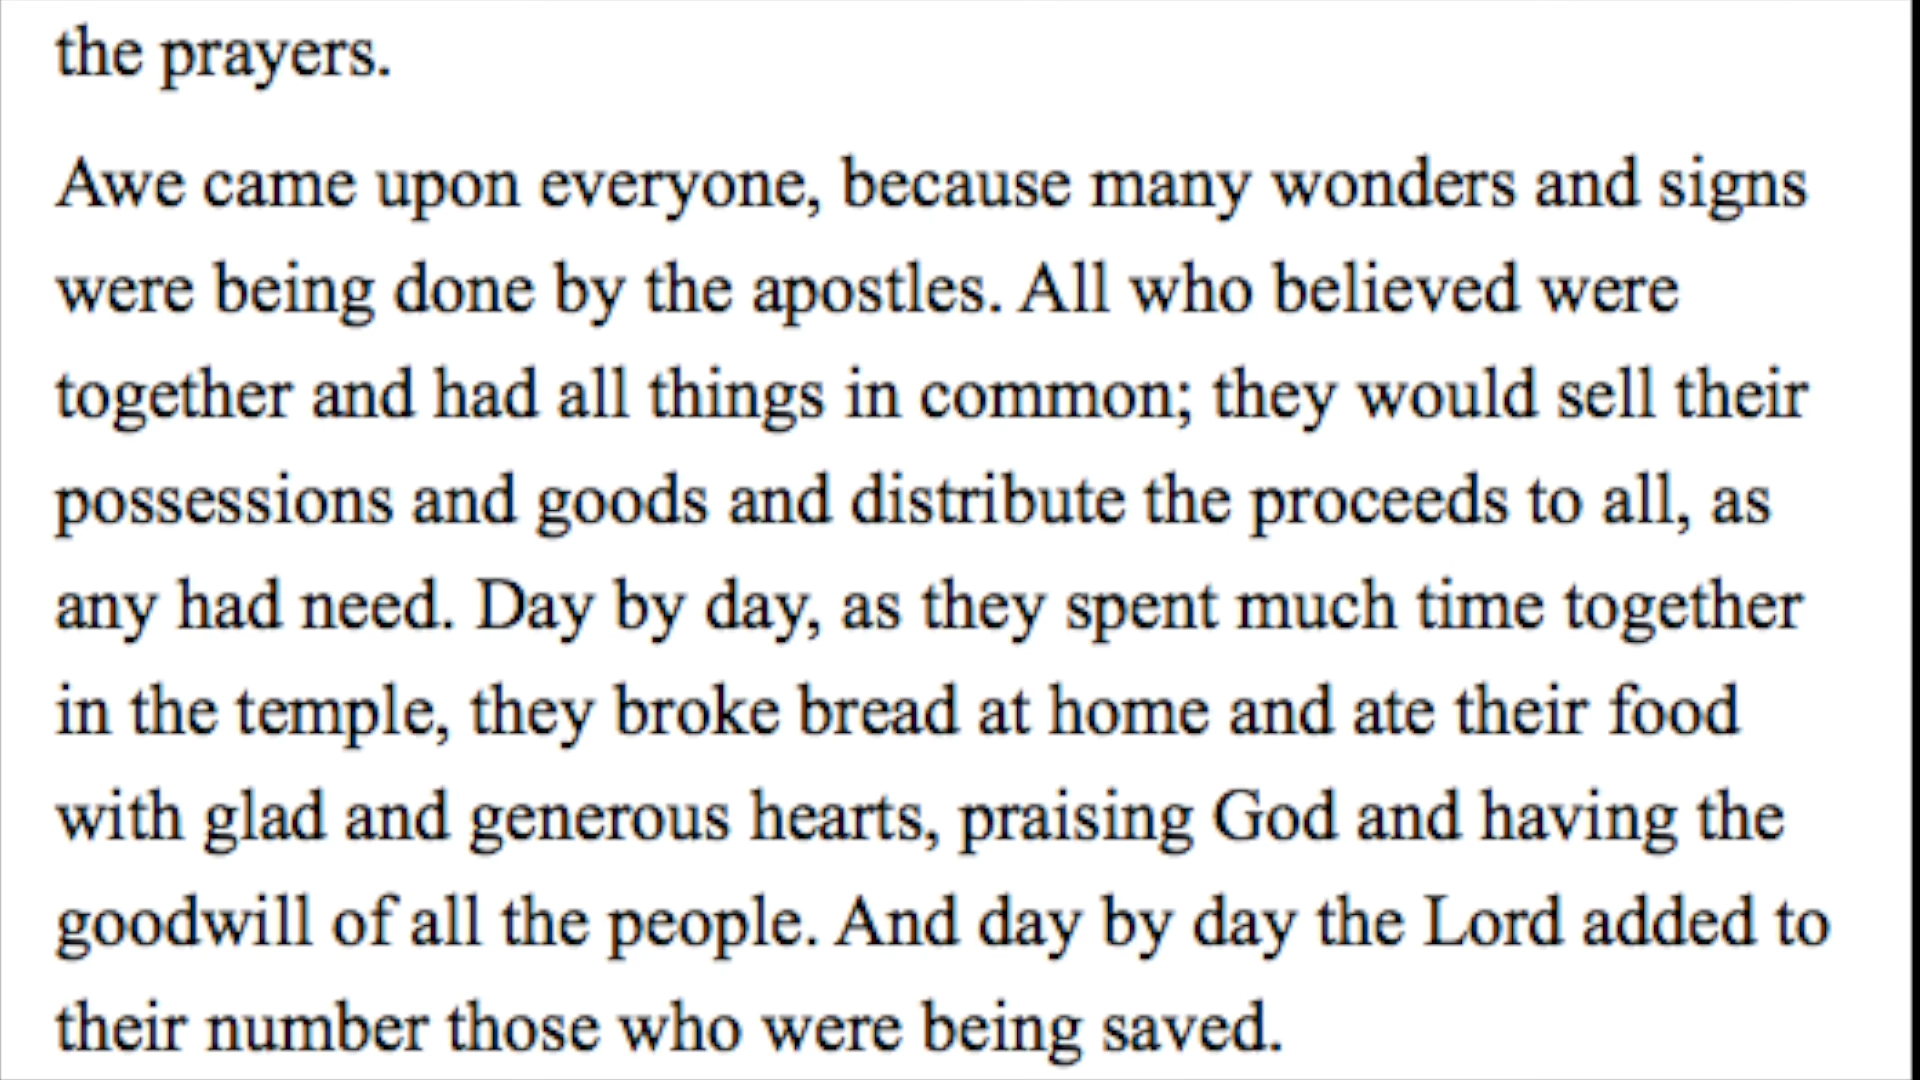 the prayers.
Awe came upon everyone, because many wonders and signs
were being done by the apostles. All who believed were
together and had all things in common; they would sell their
possessions and goods and distribute the proceeds to all, as
any had need. Day by day, as they spent much time together
in the temple, they broke bread at home and ate their food
with glad and generous hearts, praising God and having the
goodwill of all the people. And day by day the Lord added to
their number those who were being saved.